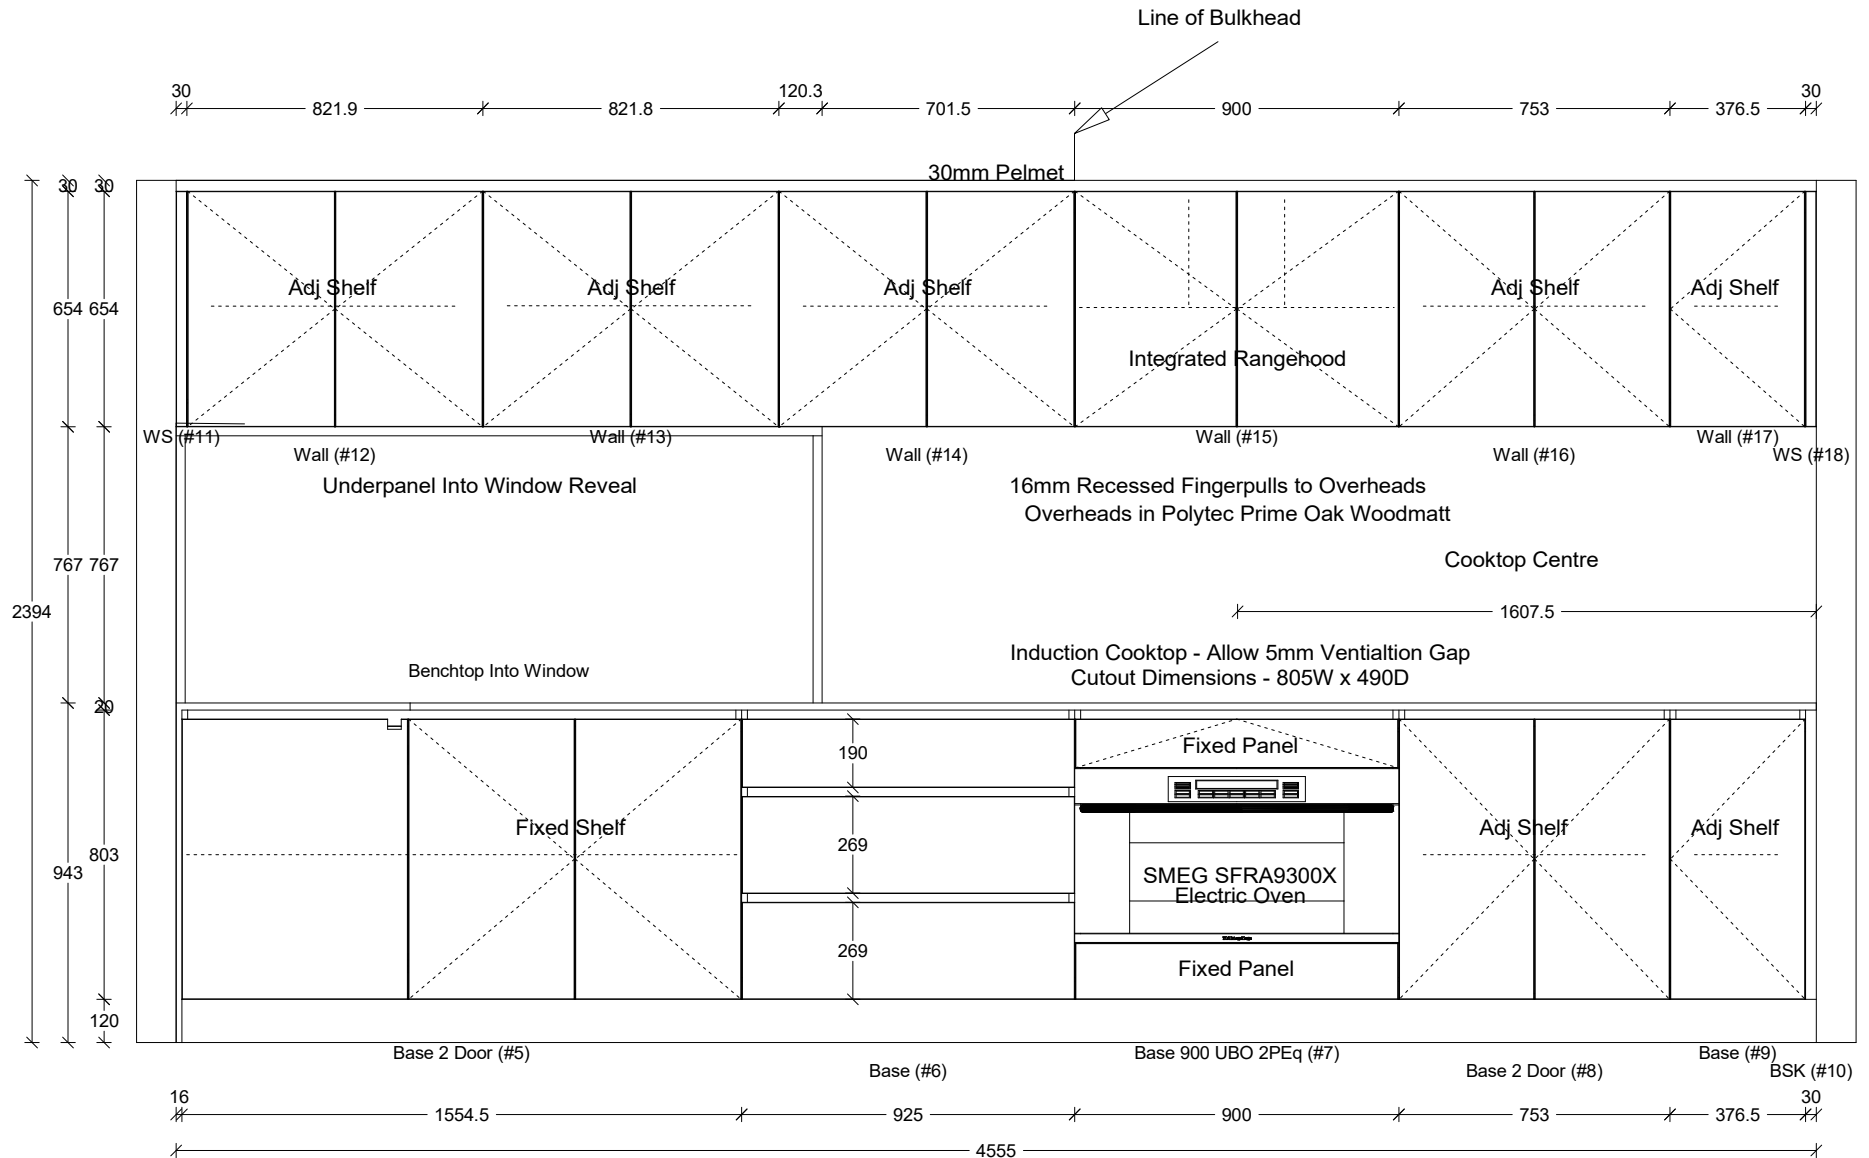 Line of Bulkhead
30
821.9
821.8
120.3
701.5
900
753
376.5
30
30mm Pelmet
30 30
Adj Shelf
Adj Shelf
Adj Shelf
Adj Shelf
Adj Shelf
654 654
Integrated Rangehood
WS (#11)
Wall (#12)
Wall (#13)
Wall (#14)
Wall (#15)
Wall (#16)
Wall (#17)
WS (#18)
Underpanel Into Window Reveal
16mm Recessed Fingerpulls to Overheads
Overheads in Polytec Prime Oak Woodmatt
Cooktop Centre
767 767
2394
1607.5
Induction Cooktop - Allow 5mm Ventialtion Gap
Cutout Dimensions - 805W x 490D
Benchtop Into Window
20
190
Fixed Panel
Fixed Shelf
Adj Shelf
Adj Shelf
269
803
943
SMEG SFRA9300X
Electric Oven
269
Fixed Panel
120
Base 2 Door (#5)
Base (#6)
Base 900 UBO 2PEq (#7)
Base 2 Door (#8)
Base (#9)
BSK (#10)
16
1554.5
925
900
753
376.5
30
4555